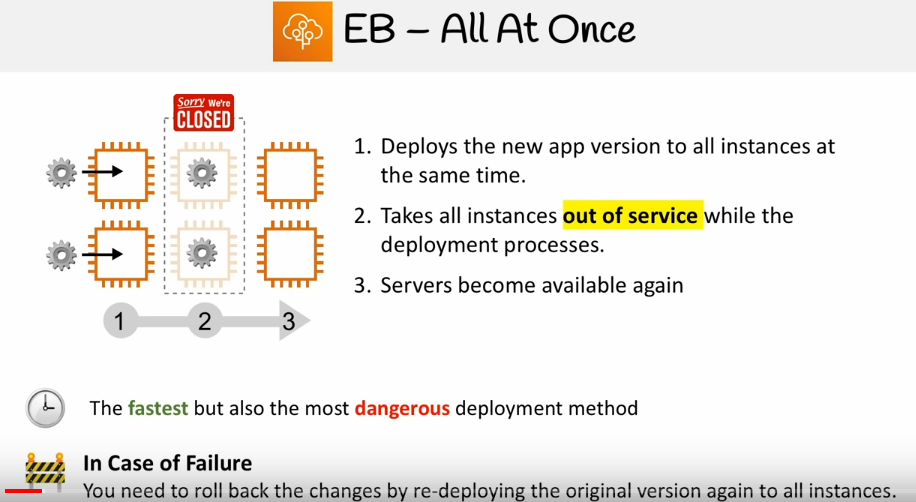 EB – All At Once
Sorry We're
CLOSED
1 2 3
1. Deploys the new app version to all instances at
the same time.
2. Takes all instances out of service while the
deployment processes.
3. Servers become available again
The fastest but also the most dangerous deployment method
In Case of Failure
You need to roll back the changes by re-deploying the original version again to all instances.